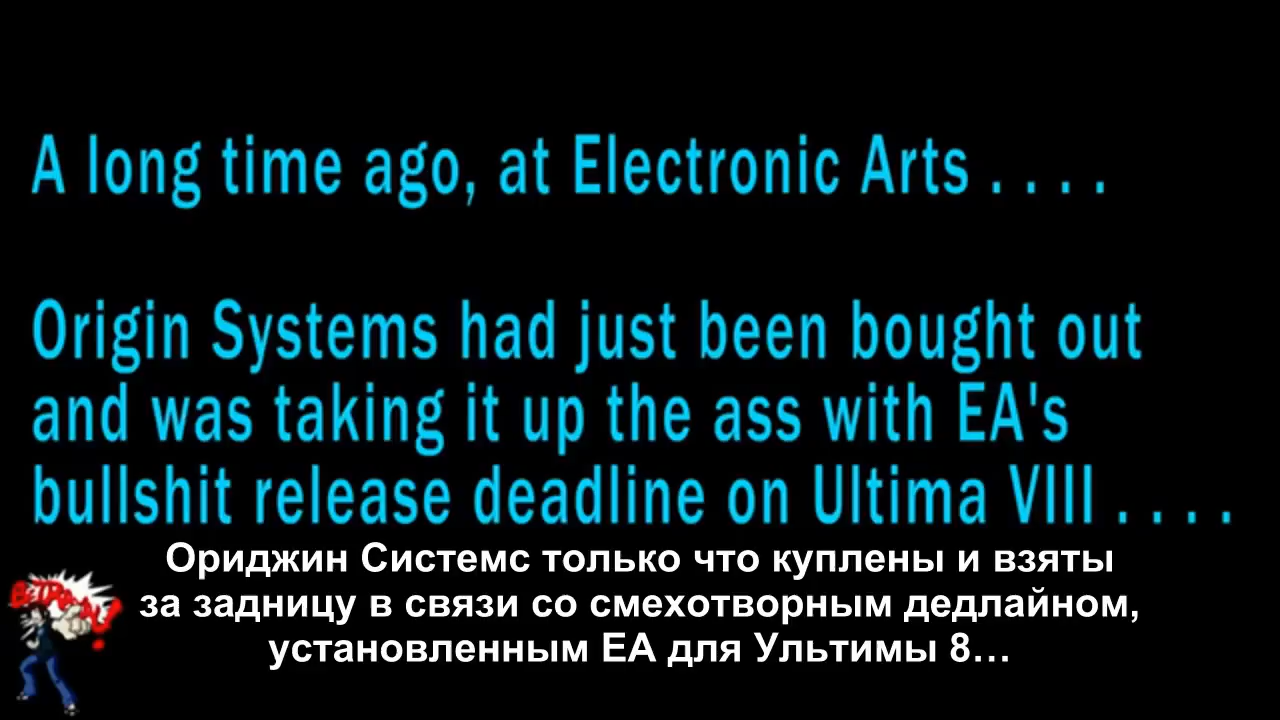 A long time ago, at Electronic Arts . . . .
Origin Systems had just been bought out
and was taking it up the ass with EA's
bullshit release deadline on Ultima VIII . . . .
Ориджин Системс только что куплены и взяты
за задницу в связи со смехотворным дедлайном,
установленным ЕА для Ультимы 8...
BETRAYAL!